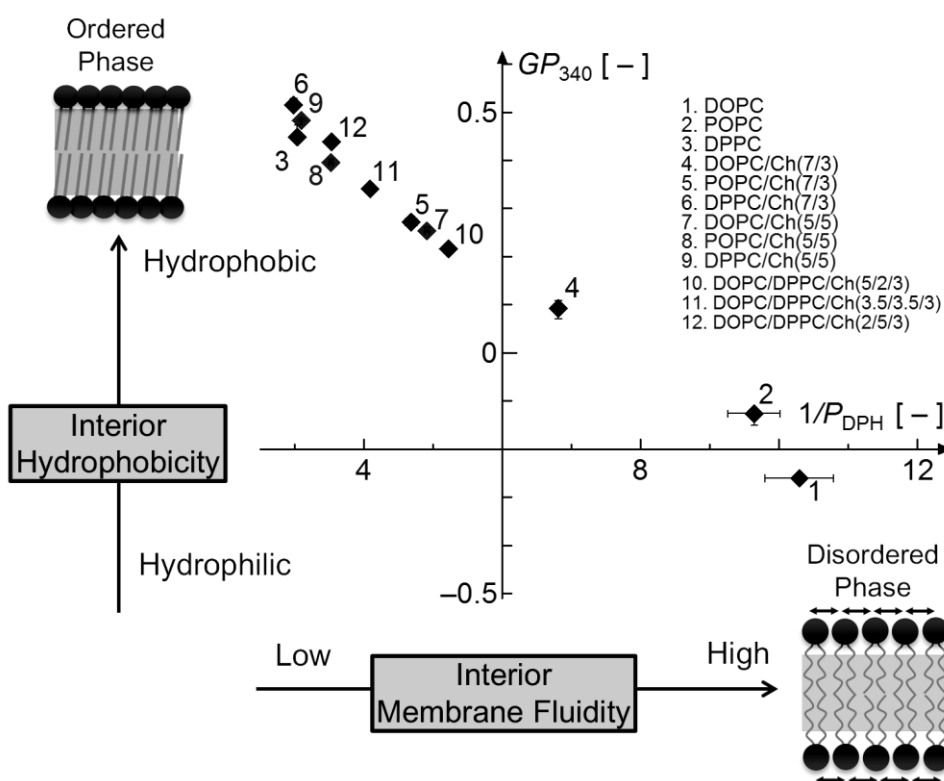 Ordered
Phase
GP340 [ – ]
6
9
0.5
12
3
8
11
5
7
10
1. DOPC
2. POPC
3. DPPC
4. DOPC/Ch(7/3)
5. POPC/Ch(7/3)
6. DPPC/Ch(7/3)
7. DOPC(5/5)
8. POPC/Ch(5/5)
9. DPPC/Ch(5/5)
10. DOPC/DPPC/Ch(5/2/3)
11. DOPC/DPPC/Ch(3.5/3.5/3)
12. DOPC/DPPC/Ch(2/5/3)
Hydrophobic
4
0
2
1/PDPH [ – ]
Interior
Hydrophobicity
4
8
12
1
Hydrophilic
–0.5
Disordered
Phase
Low
High
Interior
Membrane Fluidity